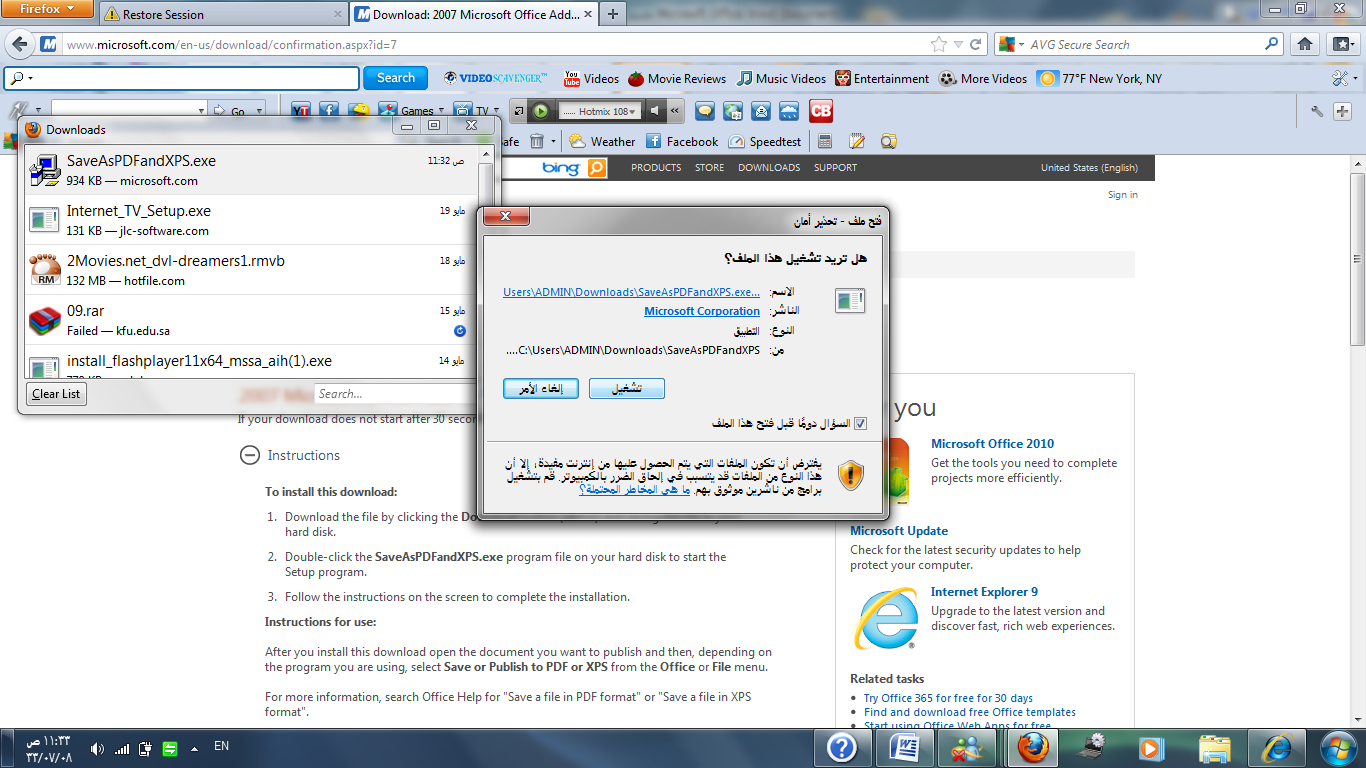 Firefox
Restore Session
Download: 2007 Microsoft Office Add...
www.microsoft.com/en-us/download/confirmation.aspx?id=7
AVG Secure Search
Search
VIDEOSCAVENGER™
Videos
Movie Reviews
Music Videos
Entertainment
More Videos
77°F New York, NY
Go
Games
TV
Hotmix 108
CB
Weather
Facebook
Speedtest
bing
PRODUCTS STORE DOWNLOADS SUPPORT
United States (English)
Sign in
Downloads
SaveAsPDFandXPS.exe
11:32 ص
934 KB — microsoft.com
Internet_TV_Setup.exe
19 مايو
131 KB — jlc-software.com
2Movies.net_dvl-dreamers1.rmvb
18 مايو
132 MB — hotfile.com
09.rar
15 مايو
Failed — kfu.edu.sa
install_flashplayer11x64_mssa_aih(1).exe
14 مايو
Clear List
Search...
فتح ملف - تحذير أمان
هل تريد تشغيل هذا الملف؟
الاسم: Users\ADMIN\Downloads\SaveAsPDFandXPS.exe...
الناشر: Microsoft Corporation
النوع: التطبيق
من: C:\Users\ADMIN\Downloads\SaveAsPDFandXPS....
تشغيل
إلغاء الأمر
السؤال دومًا قبل فتح هذا الملف
يفترض أن تكون الملفات التي يتم الحصول عليها من إنترنت مفيدة، إلا أن
هذا النوع من الملفات قد يتسبب في إلحاق الضرر بالكمبيوتر. قم بتشغيل
برامج من ناشرين موثوق بهم. ما هي المخاطر المحتملة؟
If your download does not start after 30 secon
Instructions
To install this download:
1. Download the file by clicking the
hard disk.
2. Double-click the SaveAsPDFandXPS.exe program file on your hard disk to start the
Setup program.
3. Follow the instructions on the screen to complete the installation.
Instructions for use:
After you install this download open the document you want to publish and then, depending on
the program you are using, select Save or Publish to PDF or XPS from the Office or File menu.
For more information, search Office Help for "Save a file in PDF format" or "Save a file in XPS
format".
you
Microsoft Office 2010
Get the tools you need to complete
projects more efficiently.
Microsoft Update
Check for the latest security updates to help
protect your computer.
Internet Explorer 9
Upgrade to the latest version and
discover fast, rich web experiences.
Related tasks
Try Office 365 for free for 30 days
Find and download free Office templates
Start using Office Web Apps for free
EN
١١:٣٣ ص
٣٣/٠٧/٠٨